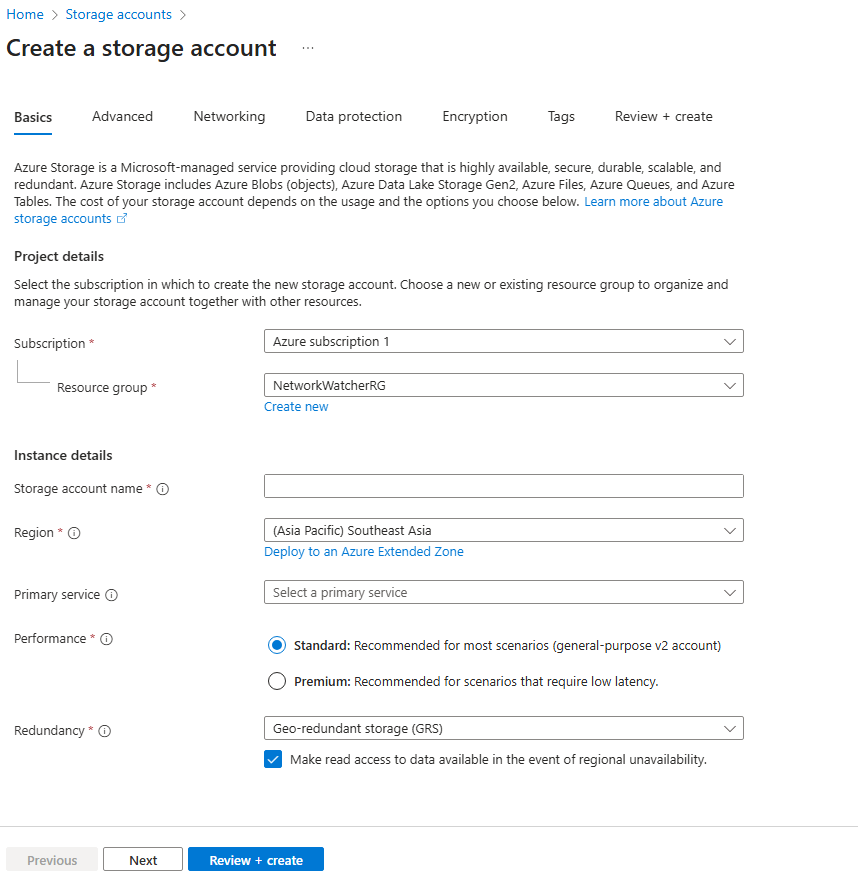 Home > Storage accounts >
Create a storage account ...
Basics Advanced Networking Data protection Encryption Tags Review + create
Azure Storage is a Microsoft-managed service providing cloud storage that is highly available, secure, durable, scalable, and
redundant. Azure Storage includes Azure Blobs (objects), Azure Data Lake Storage Gen2, Azure Files, Azure Queues, and Azure
Tables. The cost of your storage account depends on the usage and the options you choose below. Learn more about Azure
storage accounts
Project details
Select the subscription in which to create the new storage account. Choose a new or existing resource group to organize and
manage your storage account together with other resources.
Subscription * Azure subscription 1
Resource group * NetworkWatcherRG
Create new
Instance details
Storage account name *
Region * (Asia Pacific) Southeast Asia
Deploy to an Azure Extended Zone
Primary service Select a primary service
Performance * Standard: Recommended for most scenarios (general-purpose v2 account)
Premium: Recommended for scenarios that require low latency.
Redundancy * Geo-redundant storage (GRS)
Make read access to data available in the event of regional unavailability.
Previous Next Review + create